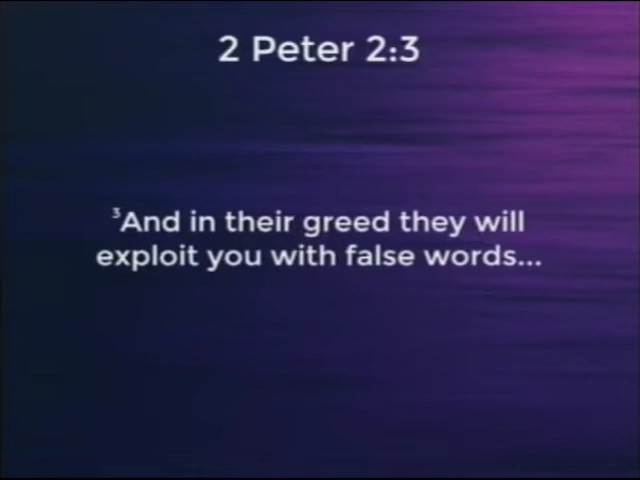 2 Peter 2:3
³And in their greed they will
exploit you with false words...